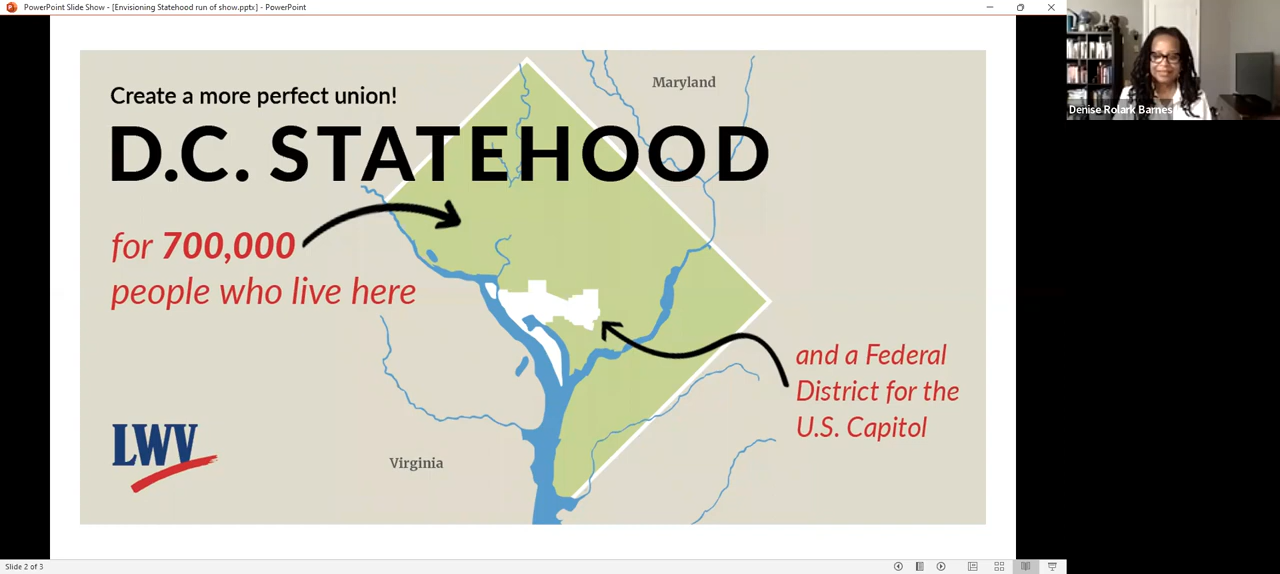 PowerPoint Slide Show - [Envisioning Statehood run of show.pptx] - PowerPoint
Denise Rolark Barnes
Create a more perfect union!
D.C. STATEHOOD
Maryland
for 700,000
people who live here
and a Federal
District for the
U.S. Capitol
LWV
Virginia
Slide 2 of 3